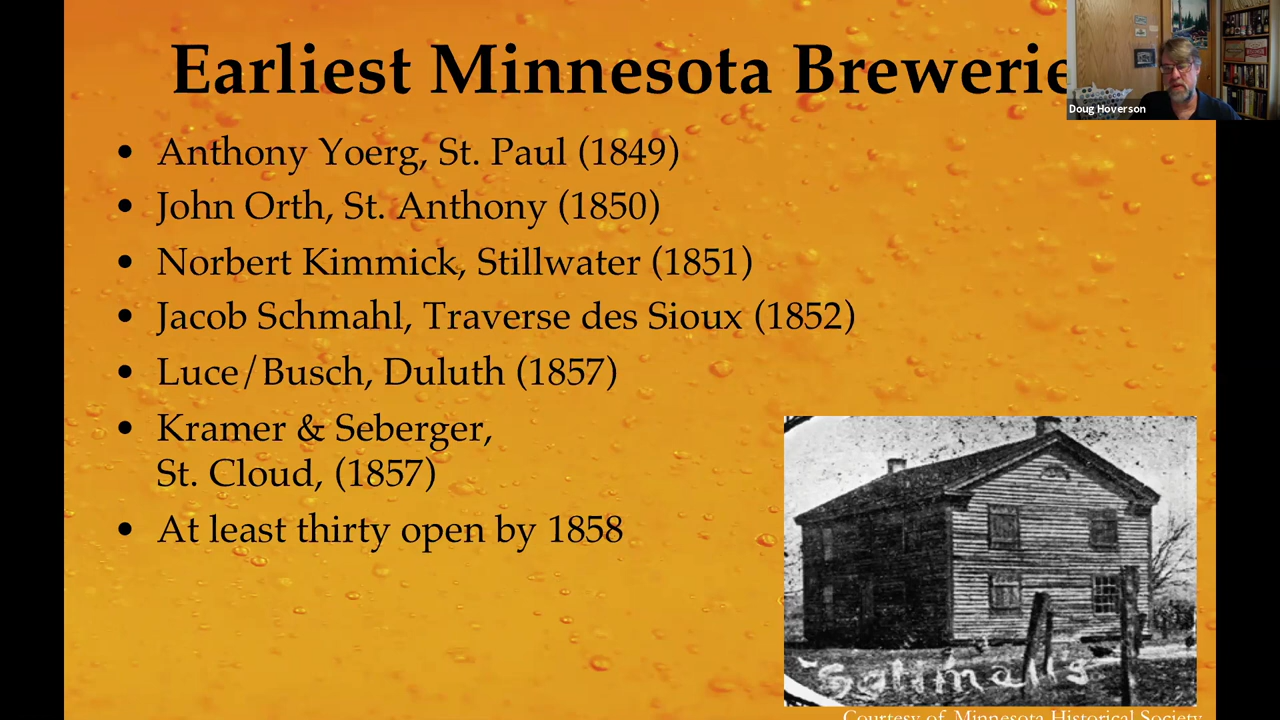 Earliest Minnesota Brewerie
Doug Hoverson
• Anthony Yoerg, St. Paul (1849)
• John Orth, St. Anthony (1850)
• Norbert Kimmick, Stillwater (1851)
• Jacob Schmahl, Traverse des Sioux (1852)
• Luce/Busch, Duluth (1857)
• Kramer & Seberger,
St. Cloud, (1857)
• At least thirty open by 1858
Courtesy of Minnesota Historical Society